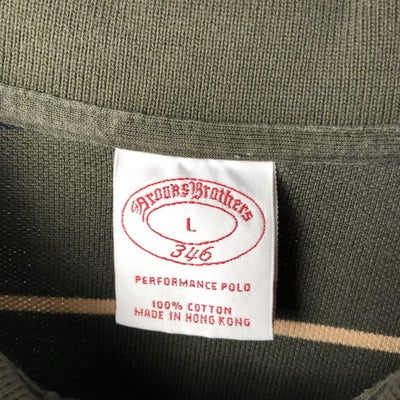 Brooks Brothers
L
346
PERFORMANCE POLO
100% COTTON
MADE IN HONG KONG